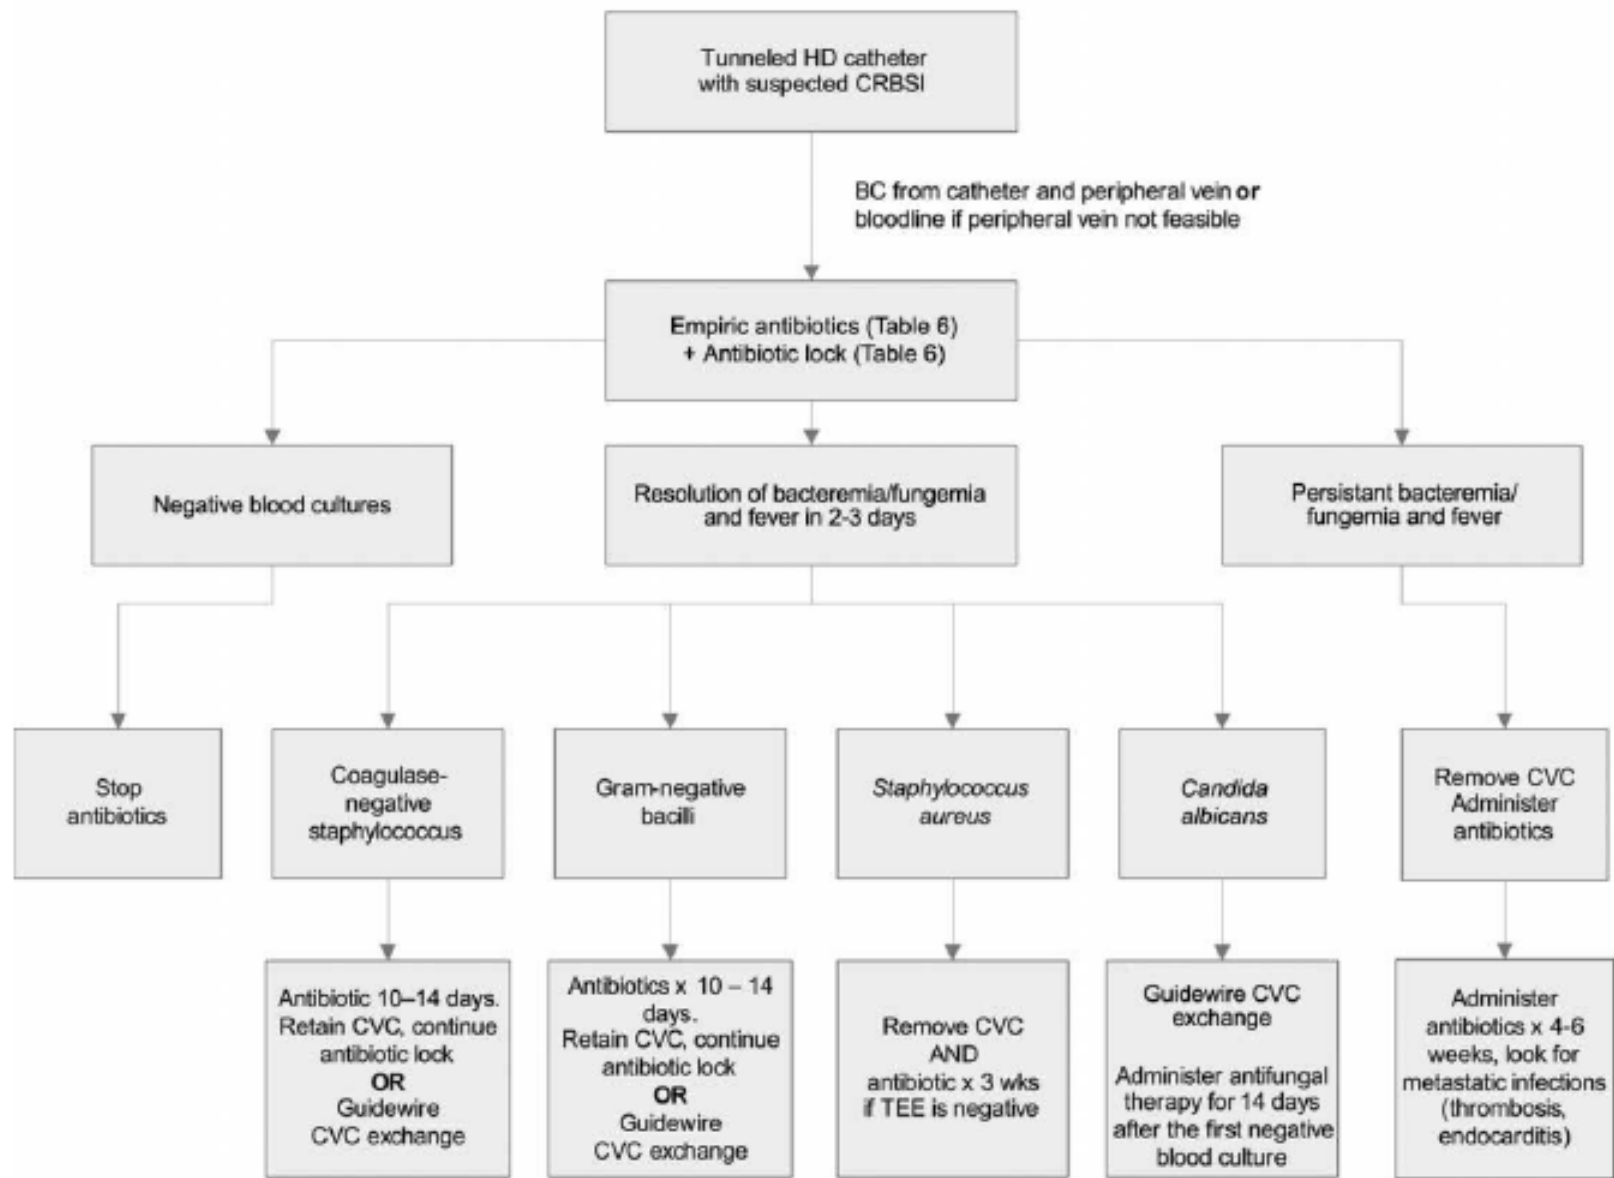 Tunneled HD catheter
with suspected CRBSI
BC from catheter and peripheral vein or
bloodline if peripheral vein not feasible
Empiric antibiotics (Table 6)
+ Antibiotic lock (Table 6)
Negative blood cultures
Resolution of bacteremia/fungemia
and fever in 2-3 days
Persistant bacteremia/
fungemia and fever
Stop
antibiotics
Coagulase-
negative
staphylococcus
Gram-negative
bacilli
Staphylococcus
aureus
Candida
albicans
Remove CVC
Administer
antibiotics
Antibiotic 10–14 days.
Retain CVC, continue
antibiotic lock
OR
Guidewire
CVC exchange
Antibiotics x 10 – 14
days.
Retain CVC, continue
antibiotic lock
OR
Guidewire
CVC exchange
Remove CVC
AND
antibiotic x 3 wks
if TEE is negative
Guidewire CVC
exchange
Administer antifungal
therapy for 14 days
after the first negative
blood culture
Administer
antibiotics x 4-6
weeks, look for
metastatic infections
(thrombosis,
endocarditis)